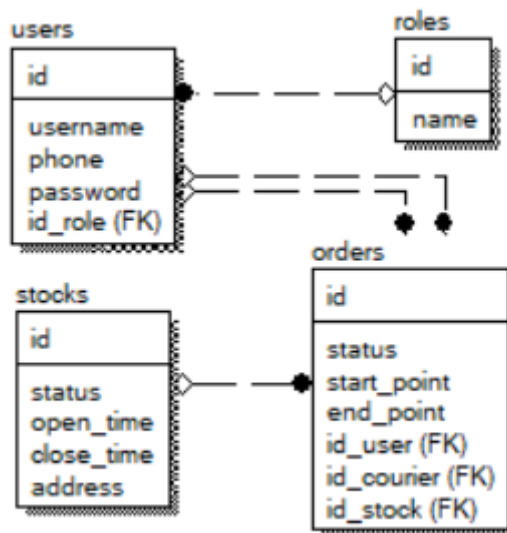 users
id
username
phone
password
id_role (FK)
roles
id
name
stocks
id
status
open_time
close_time
address
orders
id
status
start_point
end_point
id_user (FK)
id_courier (FK)
id_stock (FK)